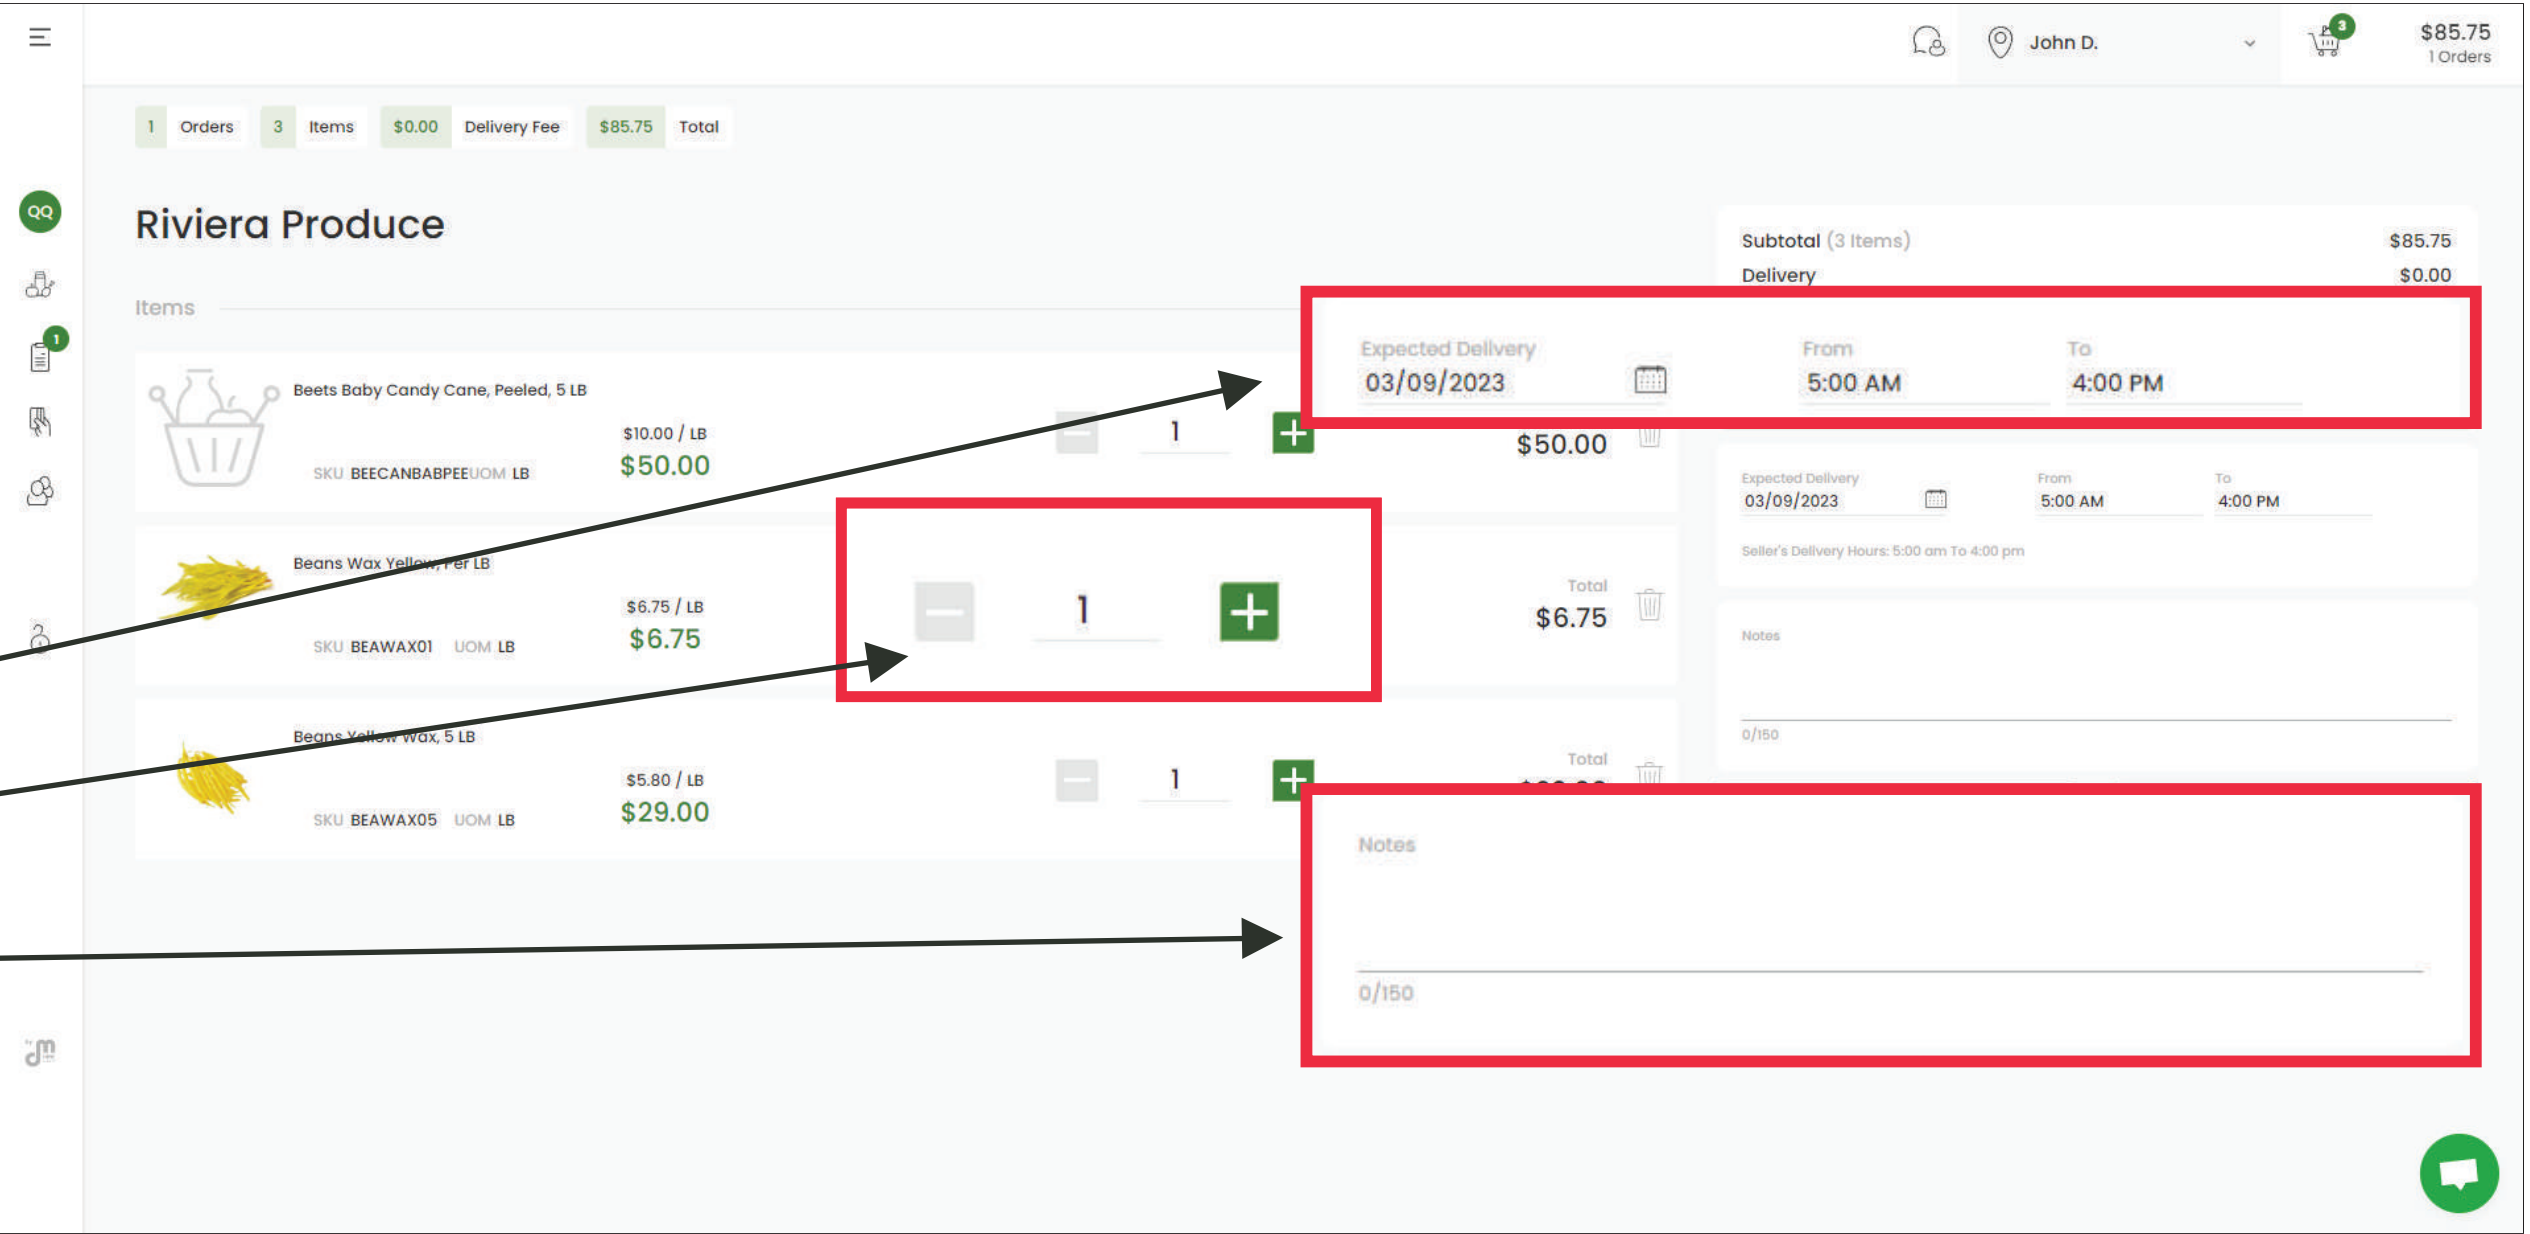 John D.
3
$85.75
1 Orders
1 Orders
3 Items
$0.00 Delivery Fee
$85.75 Total
QQ
Riviera Produce
Subtotal (3 Items) $85.75
Delivery $0.00
Items
1
Expected Delivery From To
03/09/2023 5:00 AM 4:00 PM
Beets Baby Candy Cane, Peeled, 5 LB
$10.00 / LB
$50.00
SKU BEECANBABPEE UOM LB
1
$50.00
Expected Delivery From To
03/09/2023 5:00 AM 4:00 PM
Seller's Delivery Hours: 5:00 am To 4:00 pm
Beans Wax Yellow, Per LB
$6.75 / LB
$6.75
SKU BEAWAX01 UOM LB
1
Total
$6.75
Notes
0/150
Beans Yellow Wax, 5 LB
$5.80 / LB
$29.00
SKU BEAWAX05 UOM LB
1
Total
Notes
0/150